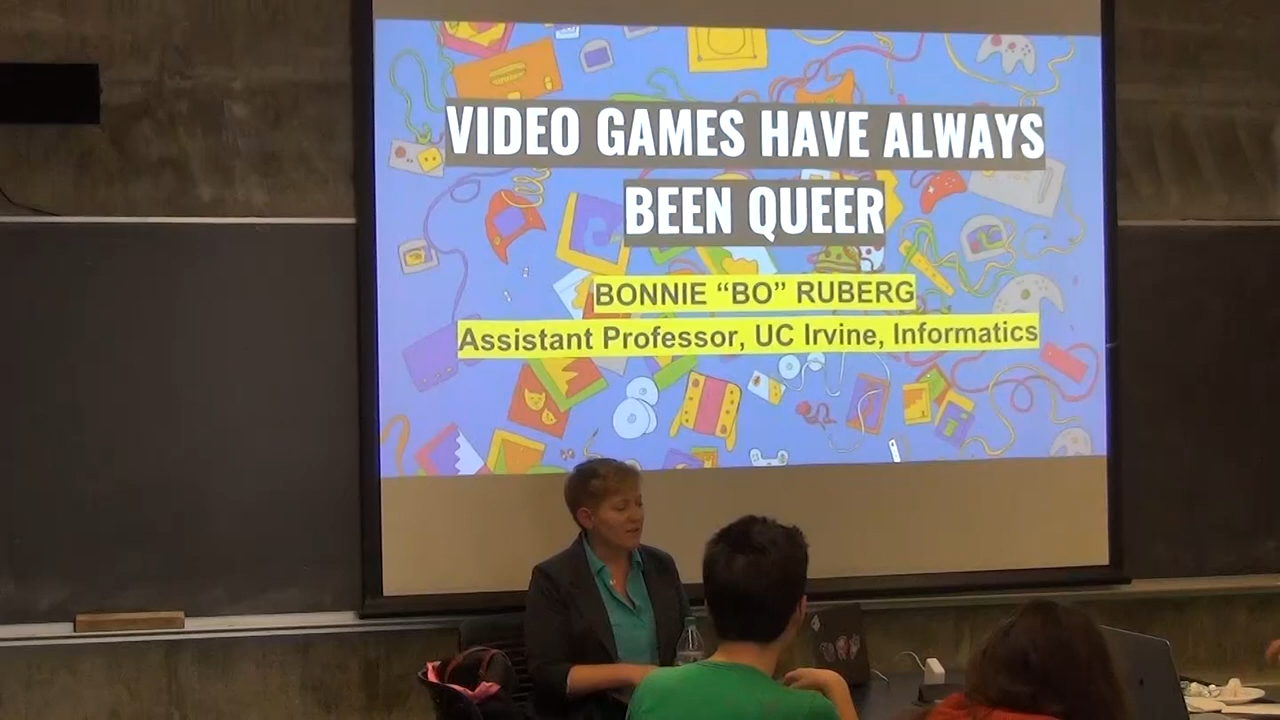 VIDEO GAMES HAVE ALWAYS
BEEN QUEER
BONNIE “BO” RUBERG
Assistant Professor, UC Irvine, Informatics